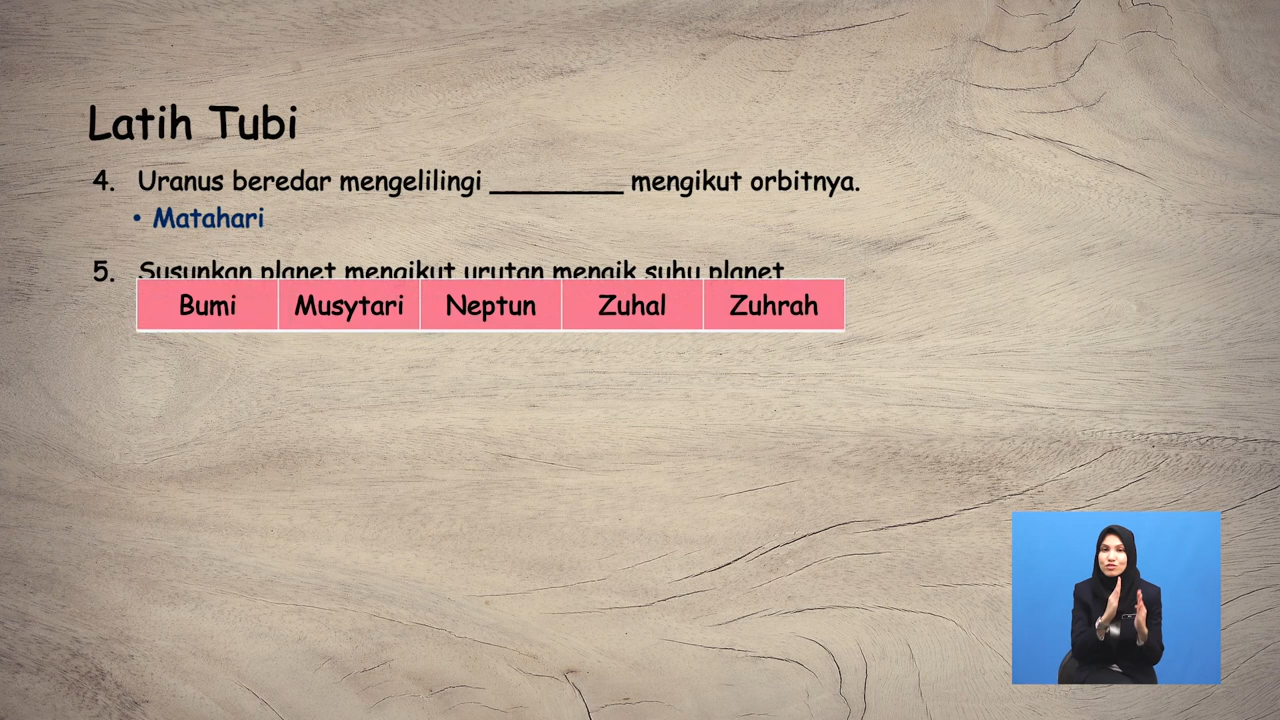 Latih Tubi
4. Uranus beredar mengelilingi ________ mengikut orbitnya.
• Matahari
5. Susunkan planet mengikut urutan menaik suhu planet
Bumi Musytari Neptun Zuhal Zuhrah